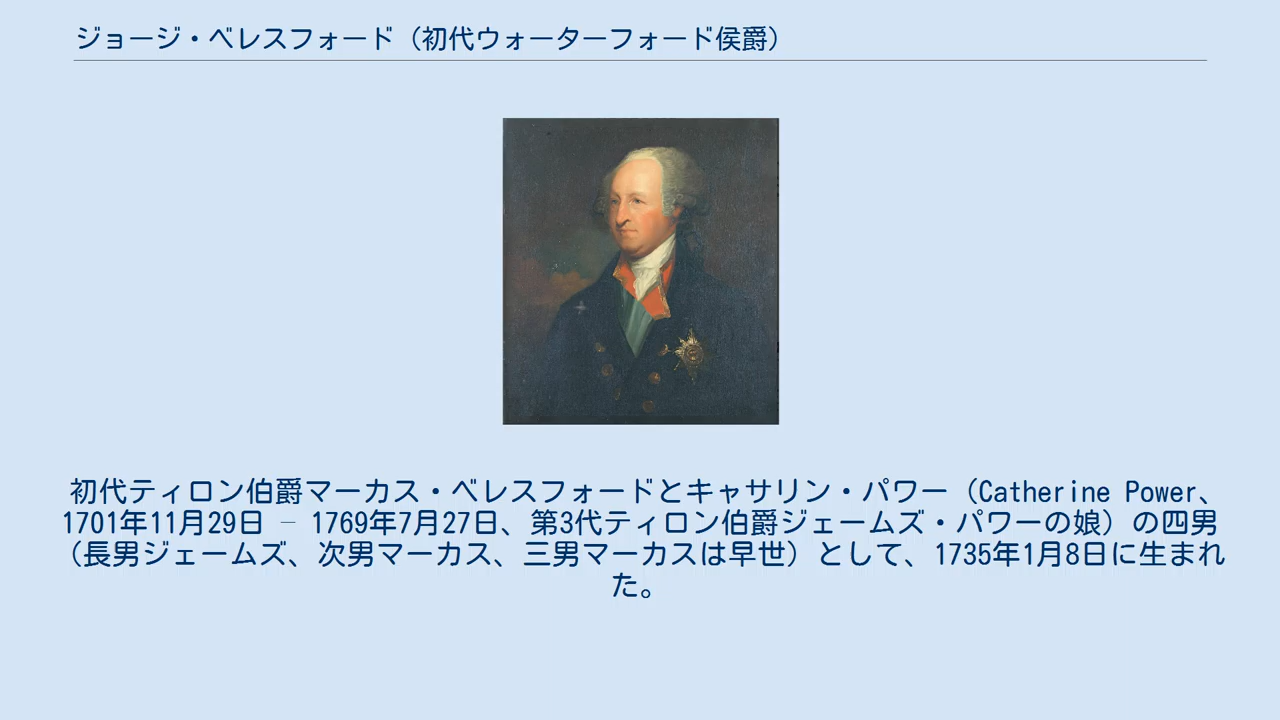 ジョージ・ベレスフォード（初代ウォーターフォード侯爵）
初代ティロン伯爵マーカス・ベレスフォードとキャサリン・パワー（Catherine Power、
1701年11月29日 – 1769年7月27日、第3代ティロン伯爵ジェームズ・パワーの娘）の四男
（長男ジェームズ、次男マーカス、三男マーカスは早世）として、1735年1月8日に生まれ
た。